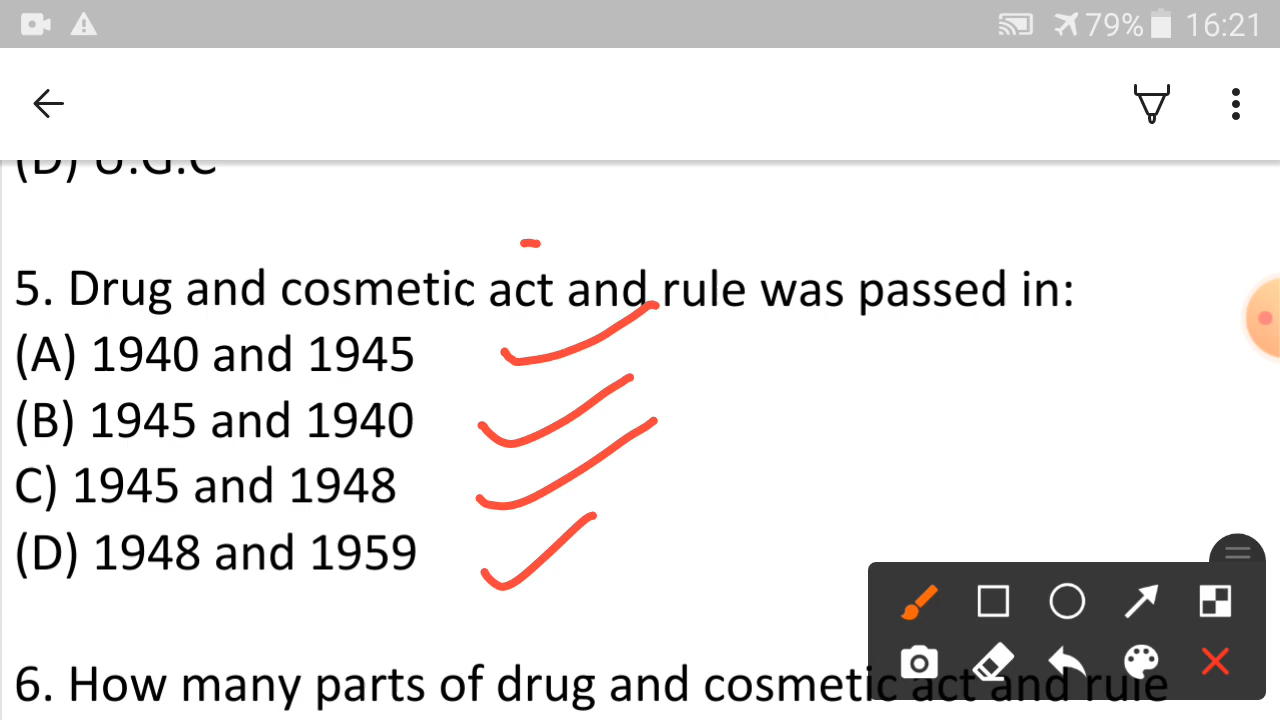 79% 16:21
(D) U.G.C
5. Drug and cosmetic act and rule was passed in:
(A) 1940 and 1945
(B) 1945 and 1940
C) 1945 and 1948
(D) 1948 and 1959
6. How many parts of drug and cosmetic act and rule